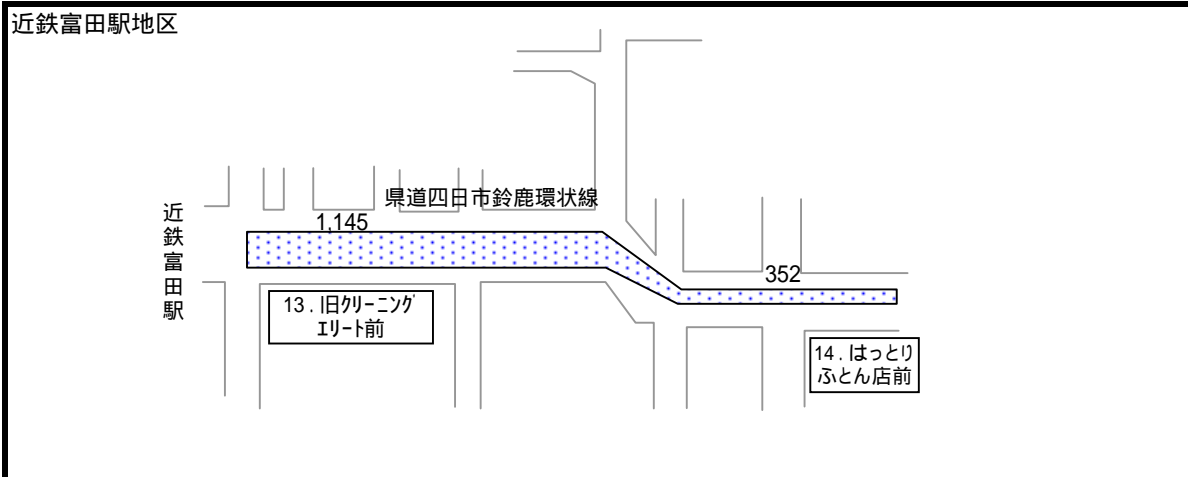 近鉄富田駅地区
県道四日市鈴鹿環状線
1,145
近鉄富田駅
352
13.旧クリーニング
エリート前
14.はっとり
ふとん店前